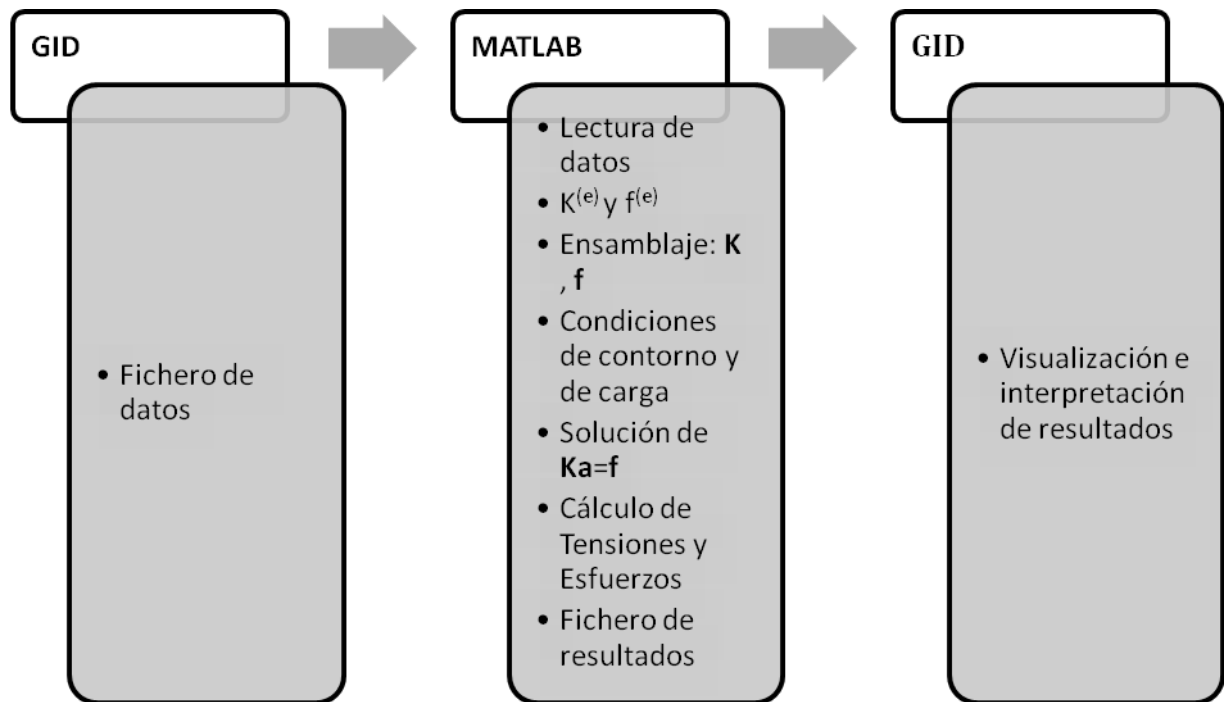 GID
• Fichero de
datos
MATLAB
• Lectura de
datos
• K(e) y f(e)
• Ensamblaje: K
, f
• Condiciones
de contorno y
de carga
• Solución de
Ka=f
• Cálculo de
Tensiones y
Esfuerzos
• Fichero de
resultados
GID
• Visualización e
interpretación
de resultados